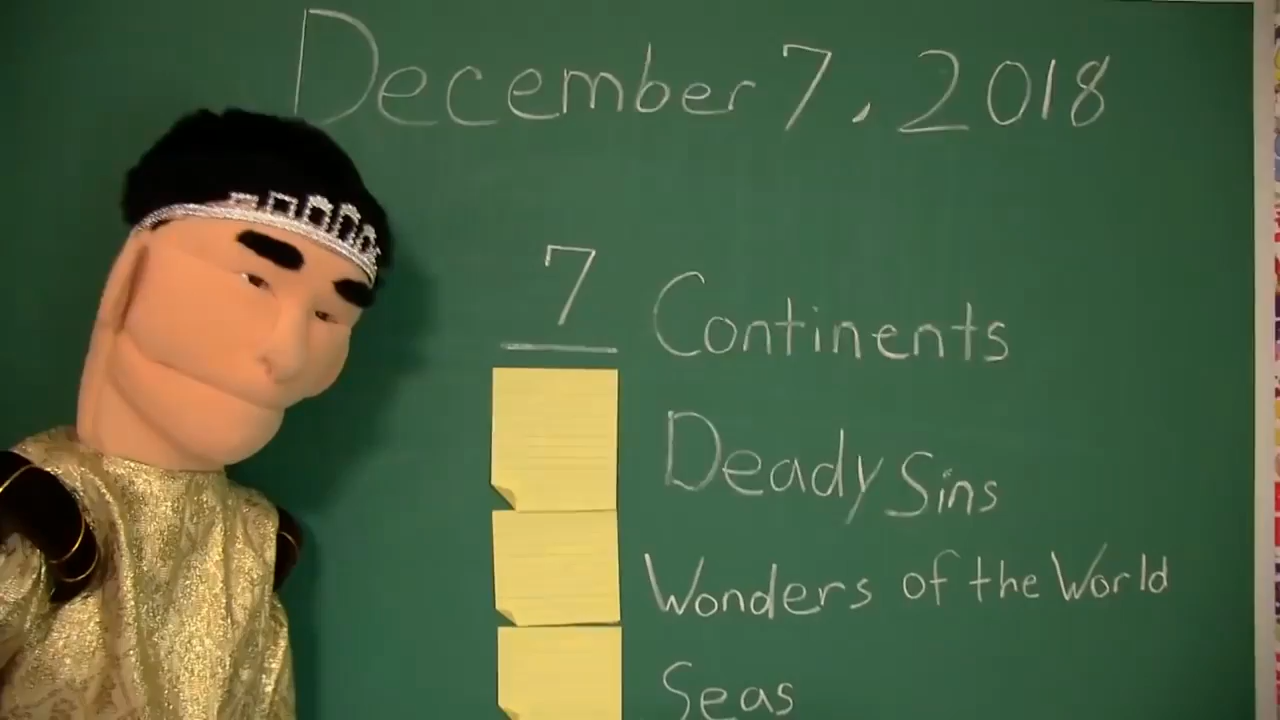 December 7, 2018
7 Continents
Deady Sins
Wonders of the World
Seas